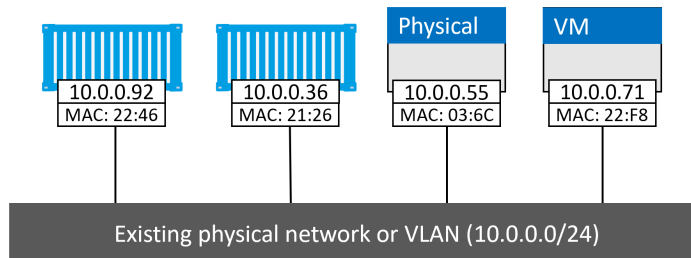 Physical
VM
10.0.0.92
10.0.0.36
10.0.0.55
10.0.0.71
MAC: 22:46
MAC: 21:26
MAC: 03:6C
MAC: 22:F8
Existing physical network or VLAN (10.0.0.0/24)